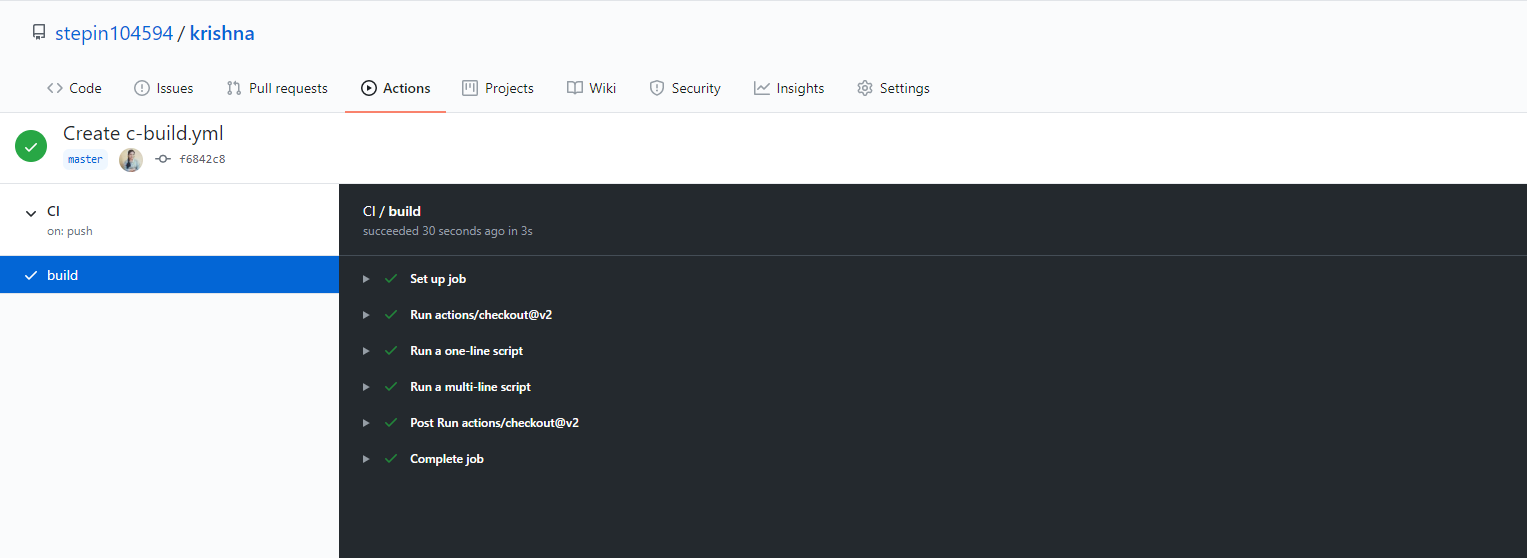 stepin104594 / krishna
Code Issues Pull requests Actions Projects Wiki Security Insights Settings
Create c-build.yml
master f6842c8
CI
on: push
build
CI / build
succeeded 30 seconds ago in 3s
Set up job
Run actions/checkout@v2
Run a one-line script
Run a multi-line script
Post Run actions/checkout@v2
Complete job